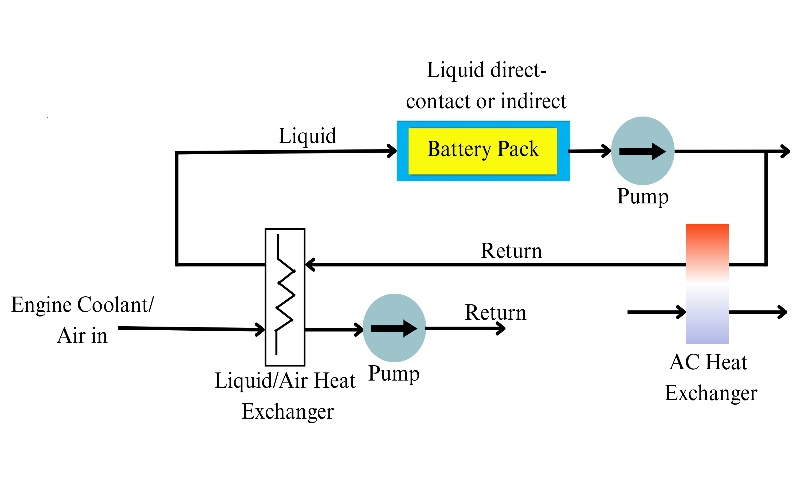 Liquid direct-
contact or indirect
Liquid
Battery Pack
Pump
Return
Engine Coolant/
Air in
Return
Liquid/Air Heat
Exchanger
Pump
AC Heat
Exchanger